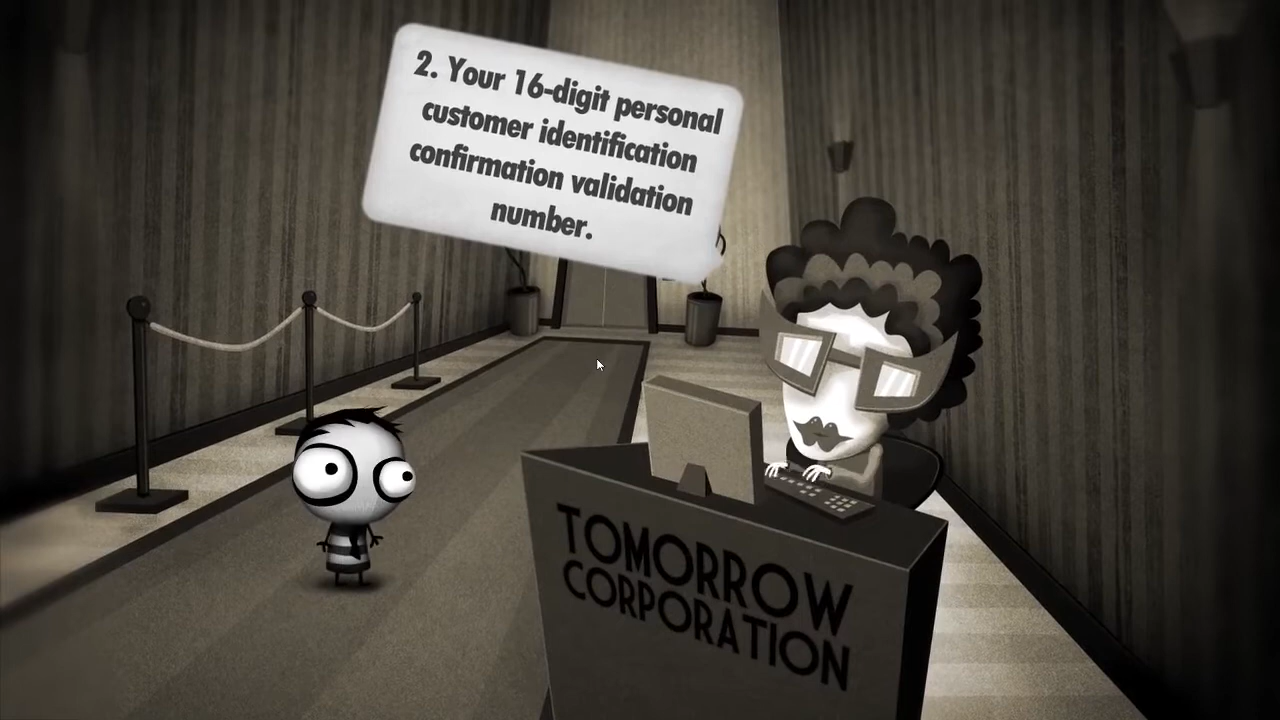 2. Your 16-digit personal
customer identification
confirmation validation
number.
TOMORROW
CORPORATION